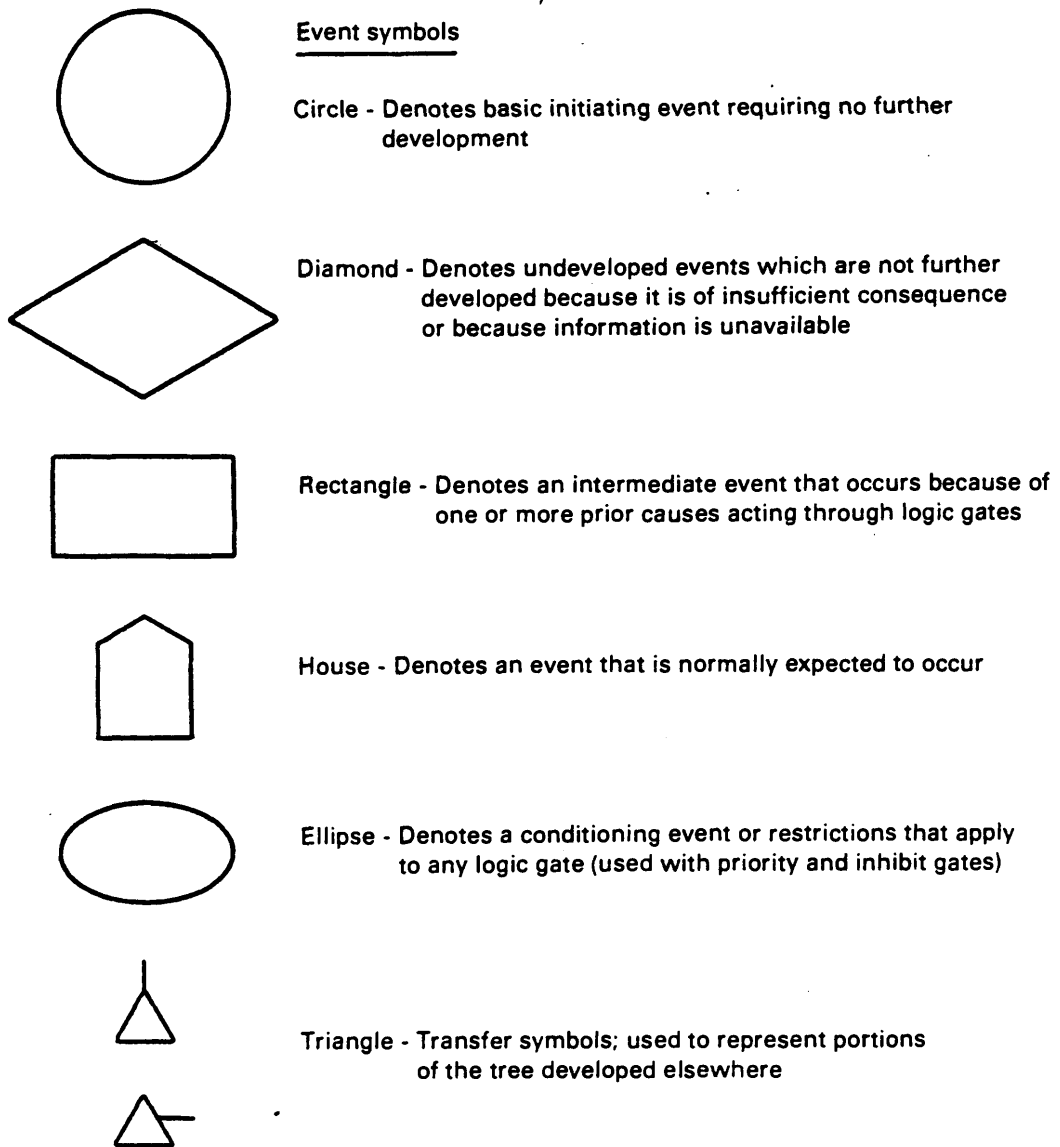 Event symbols
Circle - Denotes basic initiating event requiring no further
development
Diamond - Denotes undeveloped events which are not further
developed because it is of insufficient consequence
or because information is unavailable
Rectangle - Denotes an intermediate event that occurs because of
one or more prior causes acting through logic gates
House - Denotes an event that is normally expected to occur
Ellipse - Denotes a conditioning event or restrictions that apply
to any logic gate (used with priority and inhibit gates)
Triangle - Transfer symbols; used to represent portions
of the tree developed elsewhere